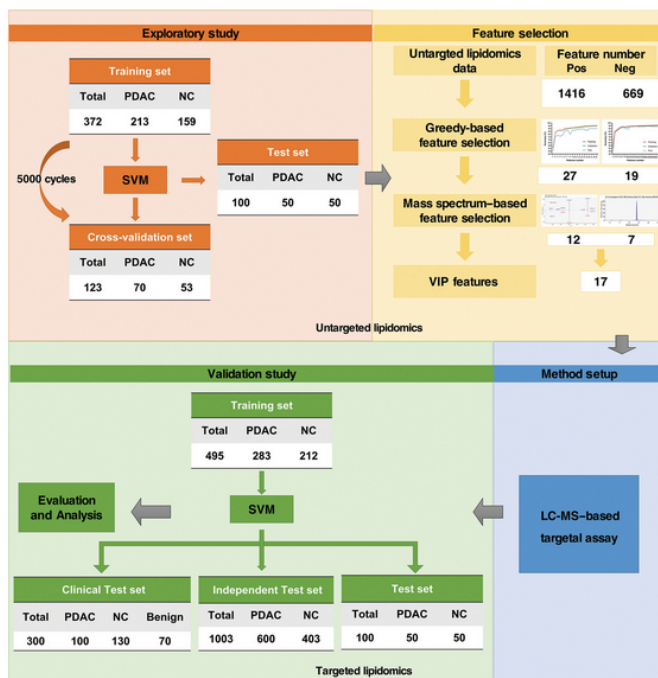 Exploratory study
Training set
Total PDAC NC
372 213 159
5000 cycles
SVM
Test set
Total PDAC NC
100 50 50
Cross-validation set
Total PDAC NC
123 70 53
Feature selection
Untargted lipidomics
data
Feature number
Pos Neg
1416 669
Greedy-based
feature selection
27 19
Mass spectrum-based
feature selection
12 7
VIP features
17
Untargeted lipidomics
Validation study
Training set
Total PDAC NC
495 283 212
SVM
Evaluation
and Analysis
Clinical Test set
Total PDAC NC Benign
300 100 130 70
Independent Test set
Total PDAC NC
1003 600 403
Test set
Total PDAC NC
100 50 50
Targeted lipidomics
Method setup
LC-MS-based
targetal assay